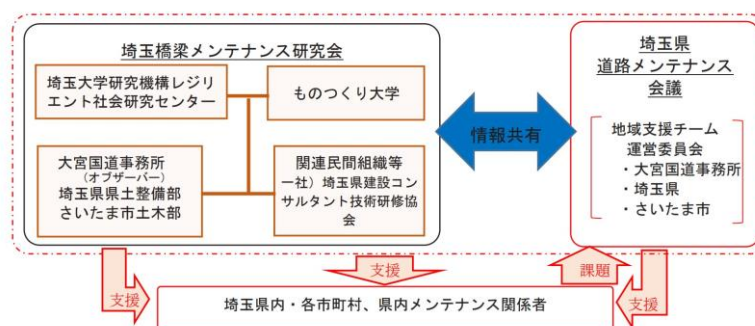 埼玉橋梁メンテナンス研究会
埼玉大学研究機構レジリ
エント社会研究センター
ものつくり大学
大宮国道事務所
(オブザーバー)
埼玉県県土整備部
さいたま市土木部
関連民間組織等
一社）埼玉県建設コン
サルタント技術研修協
会
情報共有
埼玉県
道路メンテナンス
会議
地域支援チーム
運営委員会
・大宮国道事務所
・埼玉県
・さいたま市
支援
支援
課題
支援
埼玉県内・各市町村、県内メンテナンス関係者